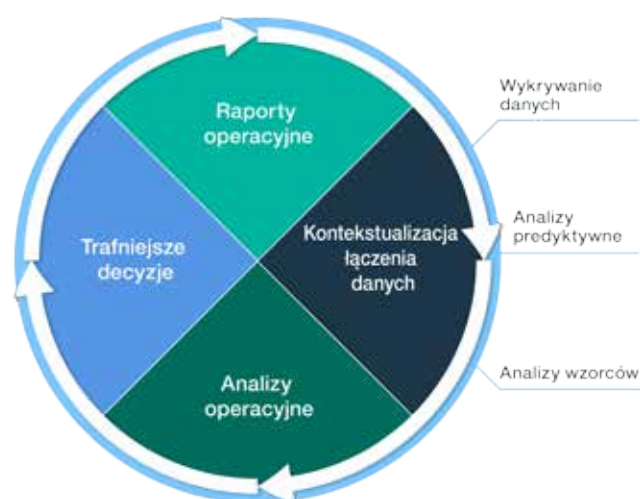 Raporty
operacyjne
Wykrywanie
danych
Trafniejsze
decyzje
Kontekstualizacja
łączenia
danych
Analizy
predyktywne
Analizy
operacyjne
Analizy wzorców